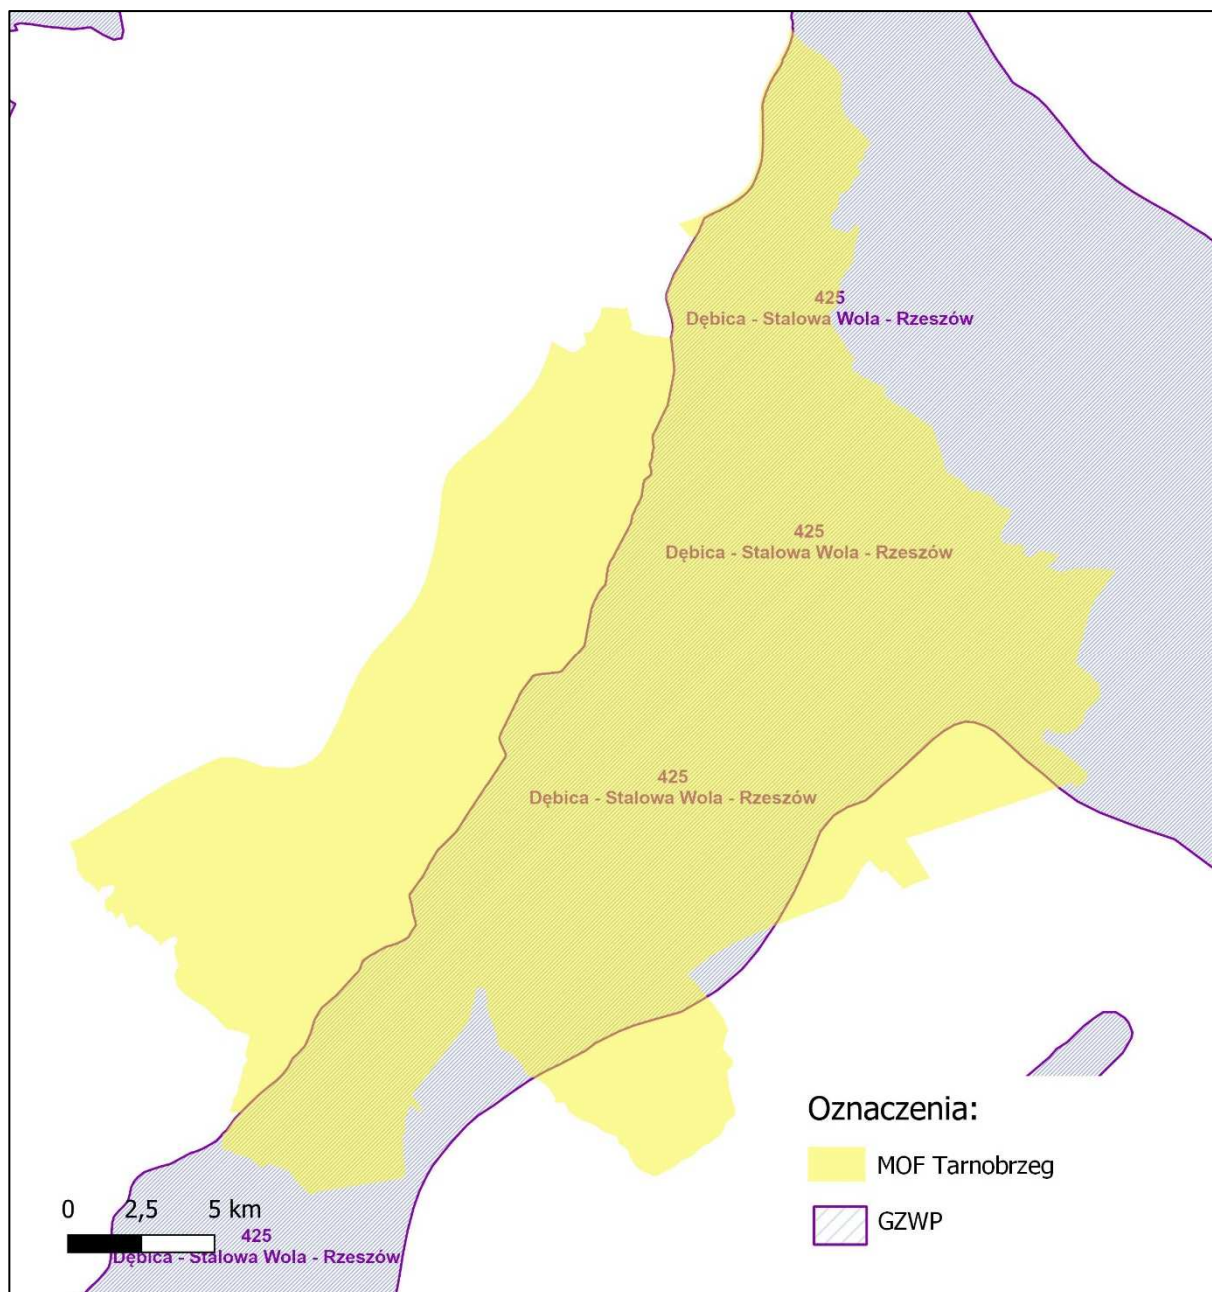 425
Dębica - Stalowa Wola - Rzeszów
425
Dębica - Stalowa Wola - Rzeszów
425
Dębica - Stalowa Wola - Rzeszów
Oznaczenia:
MOF Tarnobrzeg
GZWP
0 2,5 5 km
425
Dębica - Stalowa Wola - Rzeszów